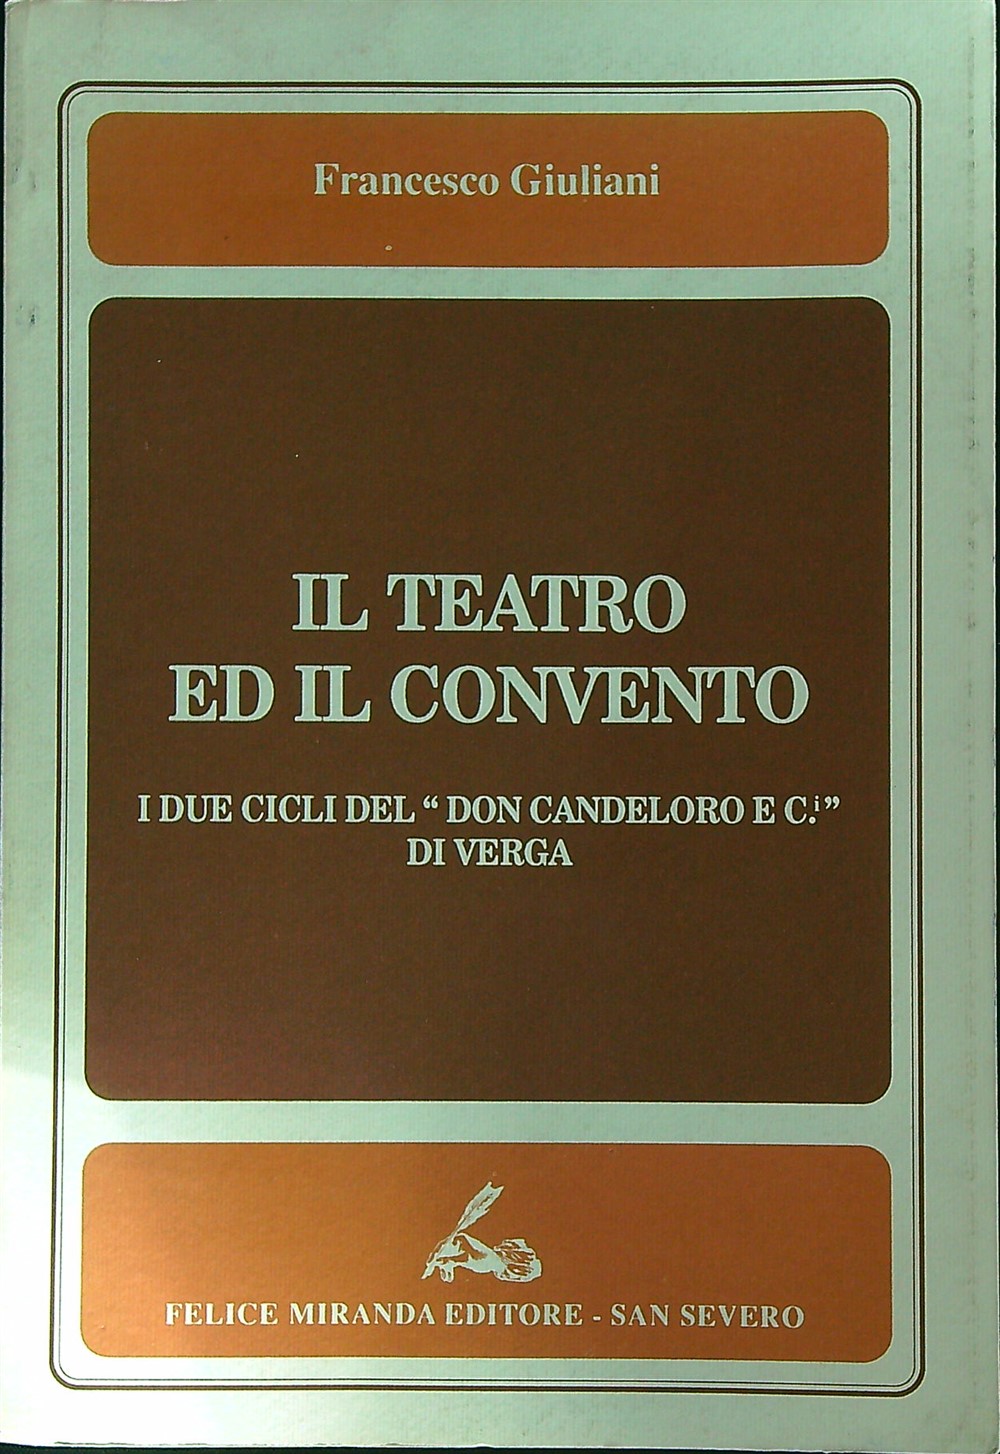 Francesco Giuliani
IL TEATRO
ED IL CONVENTO
I DUE CICLI DEL “ DON CANDELORO E C.i”
DI VERGA
FELICE MIRANDA EDITORE - SAN SEVERO